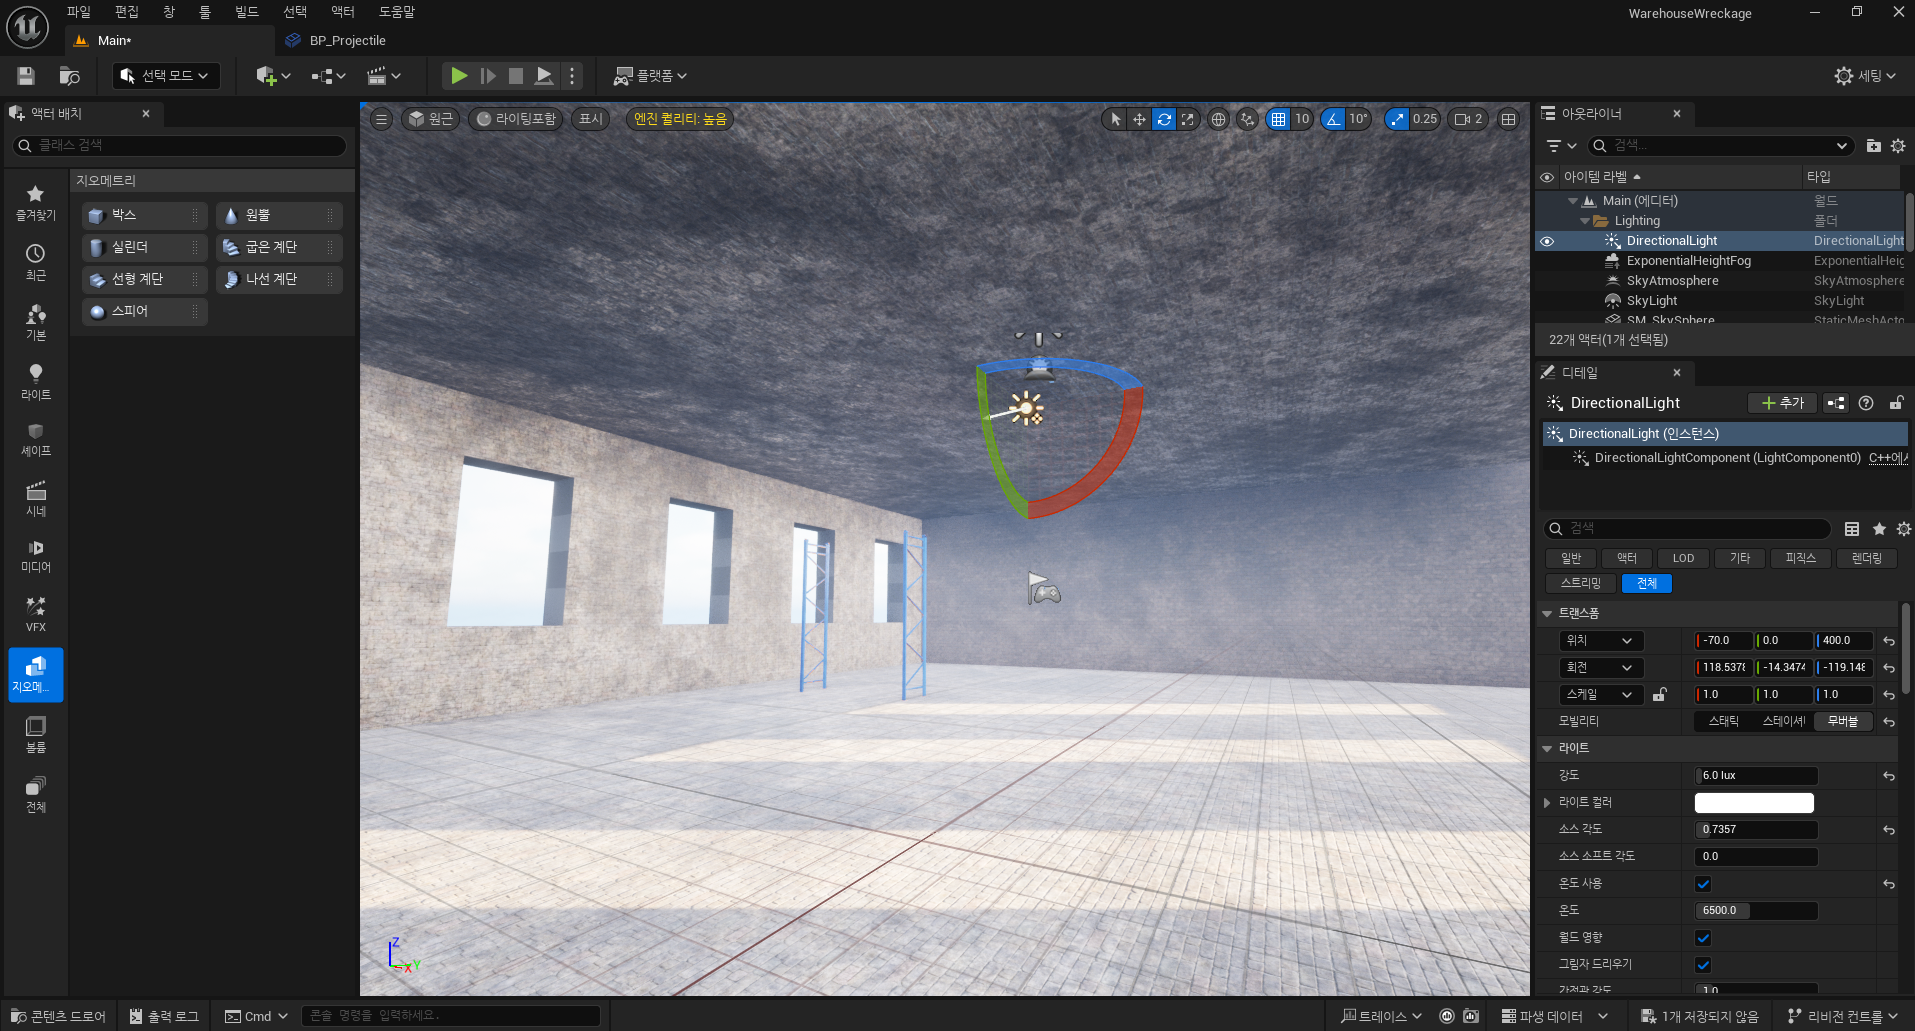 파일 편집 창 툴 빌드 선택 액터 도움말
WarehouseWreckage
Main*
BP_Projectile
선택 모드
플랫폼
세팅
액터 배치
클래스 검색
즐겨찾기
최근
기본
라이트
셰이프
시네
미디어
VFX
지오메...
볼륨
전체
지오메트리
박스
원뿔
실린더
굽은 계단
선형 계단
나선 계단
스피어
원근
라이팅포함
표시
엔진 퀄리티: 높음
10
10°
0.25
2
Z
X
Y
아웃라이너
검색...
아이템 라벨
타입
Main (에디터)
월드
Lighting
폴더
DirectionalLight
DirectionalLight
ExponentialHeightFog
ExponentialHeig
SkyAtmosphere
SkyAtmosphere
SkyLight
SkyLight
SM_SkySphere
StaticMeshActo
22개 액터(1개 선택됨)
디테일
DirectionalLight
추가
DirectionalLight (인스턴스)
DirectionalLightComponent (LightComponent0)
C++에서
검색
일반 액터 LOD 기타 피직스 렌더링
스트리밍 전체
트랜스폼
위치 -70.0 0.0 400.0
회전 118.5378 -14.3474 -119.148
스케일 1.0 1.0 1.0
모빌리티 스태틱 스테이셔 무버블
라이트
강도 6.0 lux
라이트 컬러
소스 각도 0.7357
소스 소프트 각도 0.0
온도 사용
온도 6500.0
월드 영향
그림자 드리우기
간접광 강도 1.0
콘텐츠 드로어
출력 로그
Cmd
콘솔 명령을 입력하세요.
트레이스
파생 데이터
1개 저장되지 않음
리비전 컨트롤